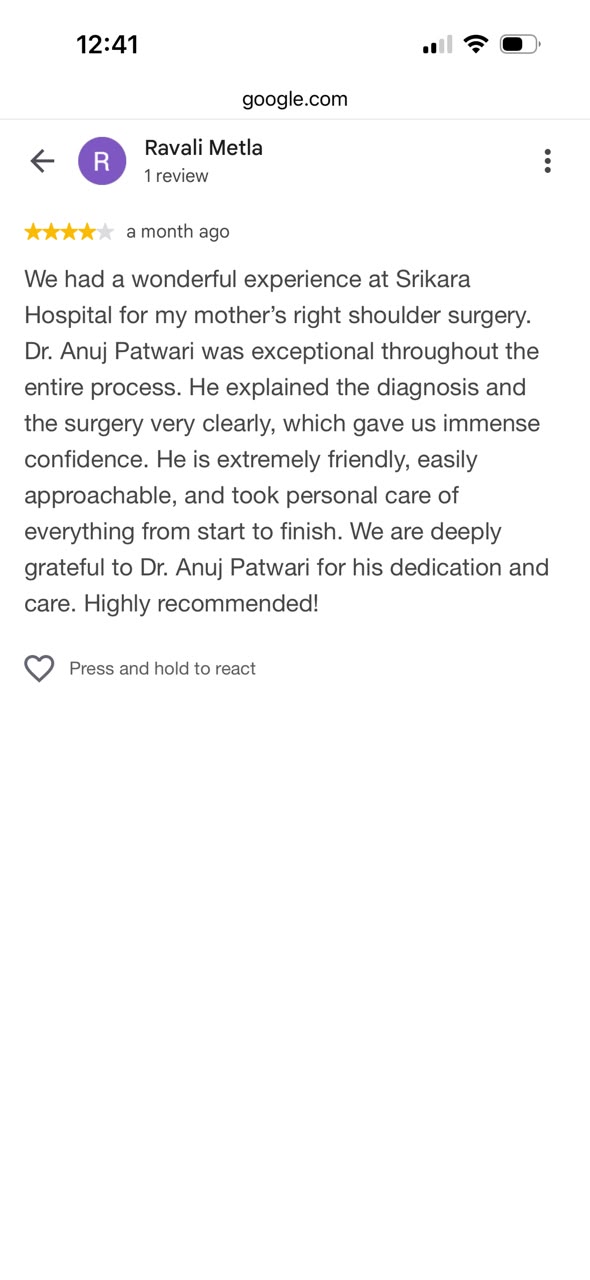 12:41
google.com
R
Ravali Metla
1 review
a month ago
We had a wonderful experience at Srikara
Hospital for my mother’s right shoulder surgery.
Dr. Anuj Patwari was exceptional throughout the
entire process. He explained the diagnosis and
the surgery very clearly, which gave us immense
confidence. He is extremely friendly, easily
approachable, and took personal care of
everything from start to finish. We are deeply
grateful to Dr. Anuj Patwari for his dedication and
care. Highly recommended!
Press and hold to react